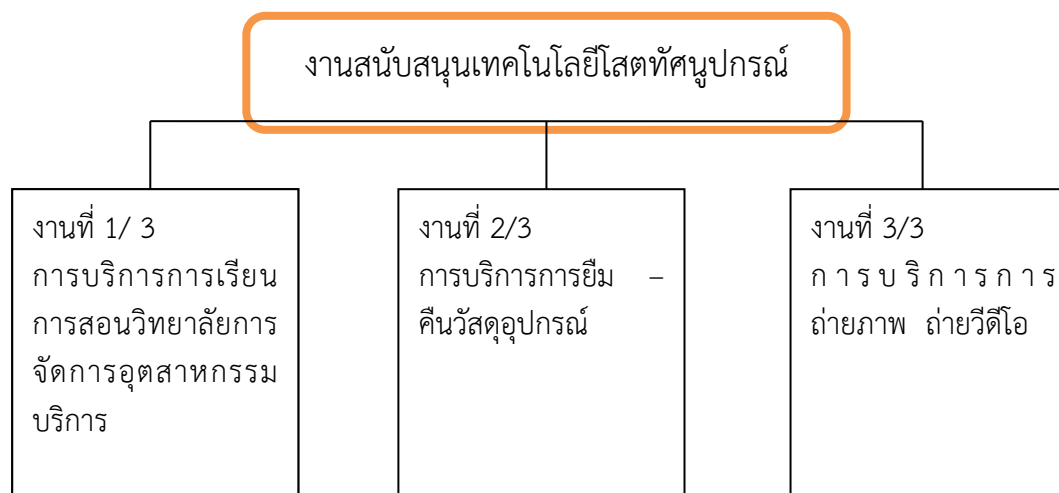 งานสนับสนุนเทคโนโลยีโสตทัศนูปกรณ์
งานที่ 1/ 3
การบริการการเรียน
การสอนวิทยาลัยการ
จัดการอุตสาหกรรม
บริการ
งานที่ 2/3
การบริการการยืม –
คืนวัสดุอุปกรณ์
งานที่ 3/3
การบริการการ
ถ่ายภาพ ถ่ายวีดีโอ